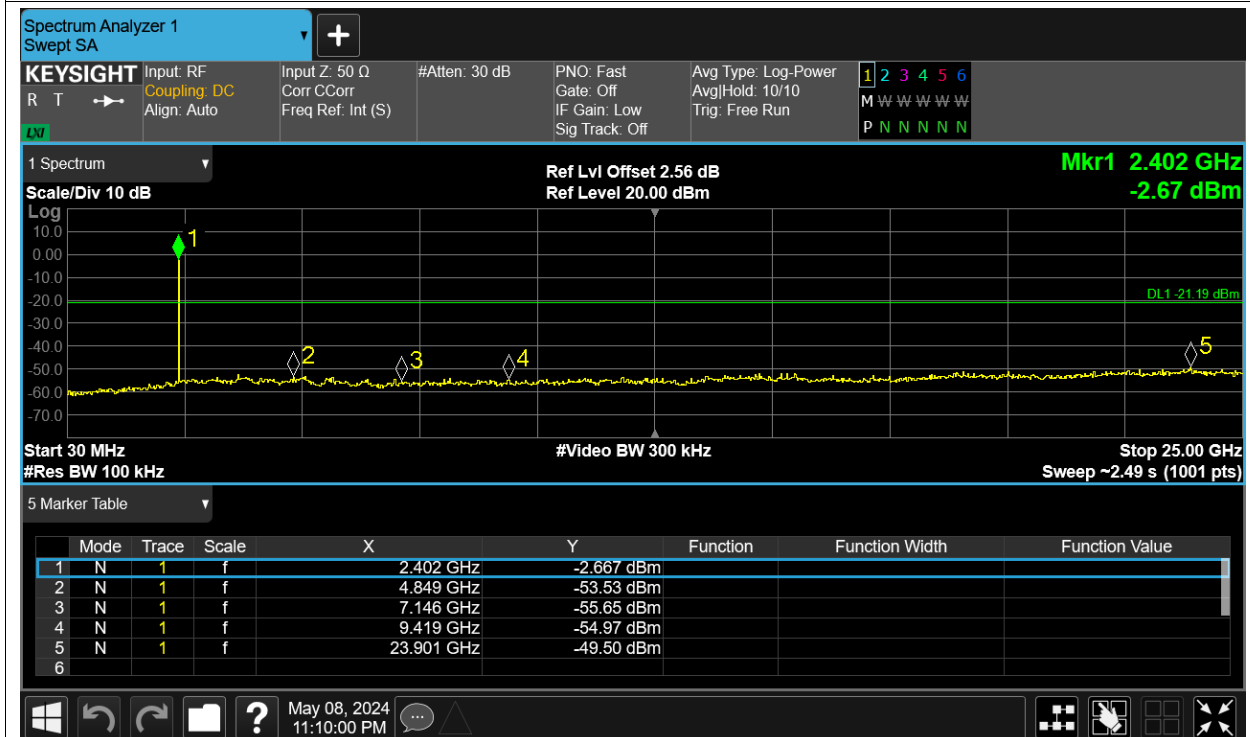 Spectrum Analyzer 1
Swept SA
KEYSIGHT
R T
LXI
Input: RF
Coupling: DC
Align: Auto
Input Z: 50 Ω
Corr CCorr
Freq Ref: Int (S)
#Atten: 30 dB
PNO: Fast
Gate: Off
IF Gain: Low
Sig Track: Off
Avg Type: Log-Power
Avg|Hold: 10/10
Trig: Free Run
1 2 3 4 5 6
M W W W W W
P N N N N N
1 Spectrum
Scale/Div 10 dB
Ref Lvl Offset 2.56 dB
Ref Level 20.00 dBm
Mkr1 2.402 GHz
-2.67 dBm
Log
10.0
0.00
-10.0
-20.0
-30.0
-40.0
-50.0
-60.0
-70.0
1
2
3
4
5
DL1 -21.19 dBm
Start 30 MHz
#Res BW 100 kHz
#Video BW 300 kHz
Stop 25.00 GHz
Sweep ~2.49 s (1001 pts)
5 Marker Table
Mode Trace Scale X Y Function Function Width Function Value
1 N 1 f 2.402 GHz -2.667 dBm
2 N 1 f 4.849 GHz -53.53 dBm
3 N 1 f 7.146 GHz -55.65 dBm
4 N 1 f 9.419 GHz -54.97 dBm
5 N 1 f 23.901 GHz -49.50 dBm
6
?
May 08, 2024
11:10:00 PM